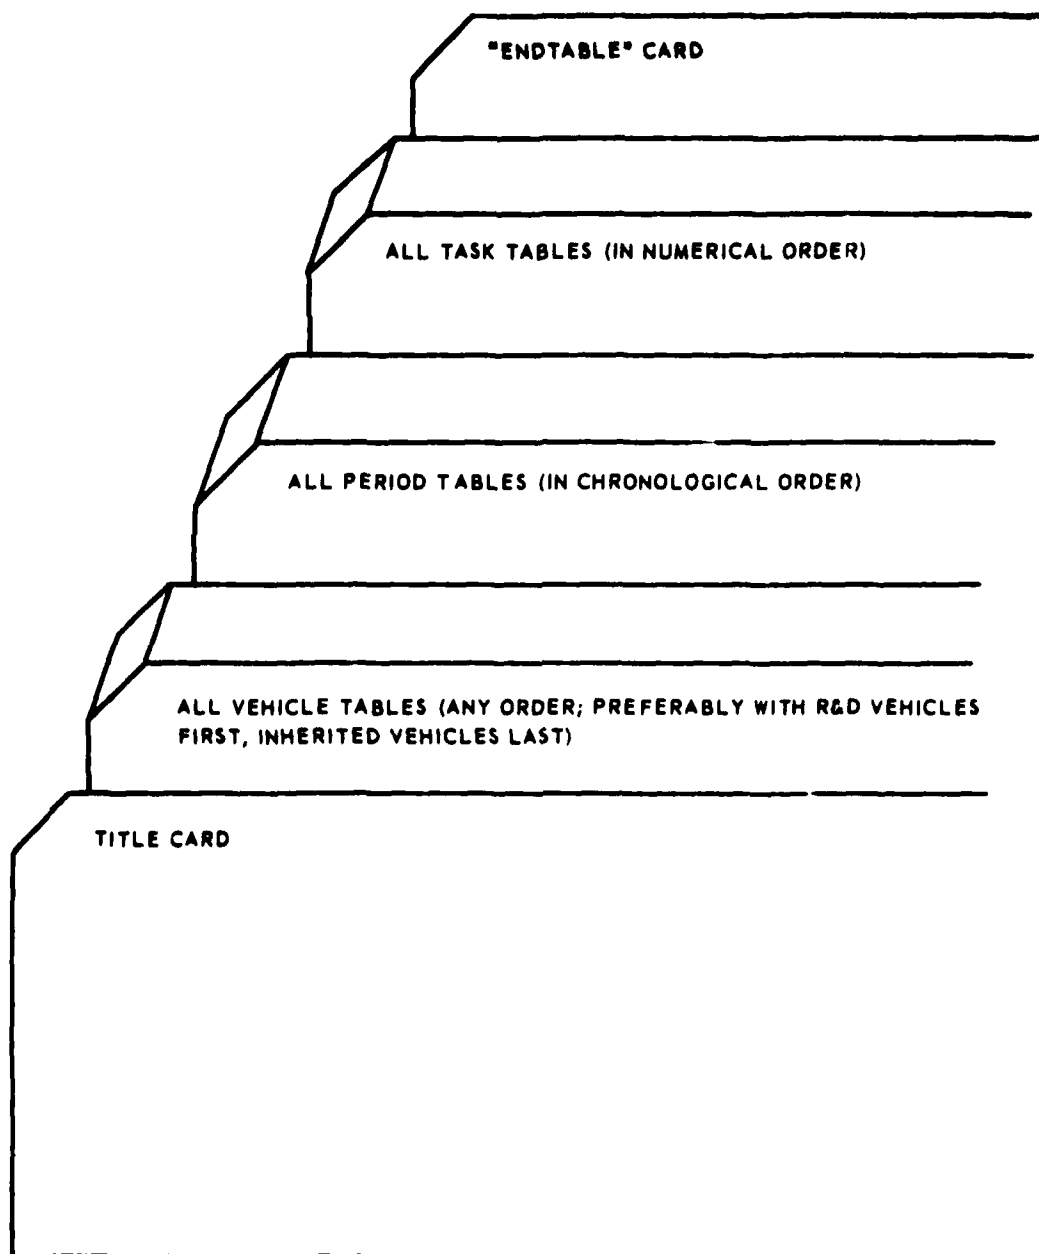 "ENDTABLE" CARD
ALL TASK TABLES (IN NUMERICAL ORDER)
ALL PERIOD TABLES (IN CHRONOLOGICAL ORDER)
ALL VEHICLE TABLES (ANY ORDER; PREFERABLY WITH R&D VEHICLES
FIRST, INHERITED VEHICLES LAST)
TITLE CARD